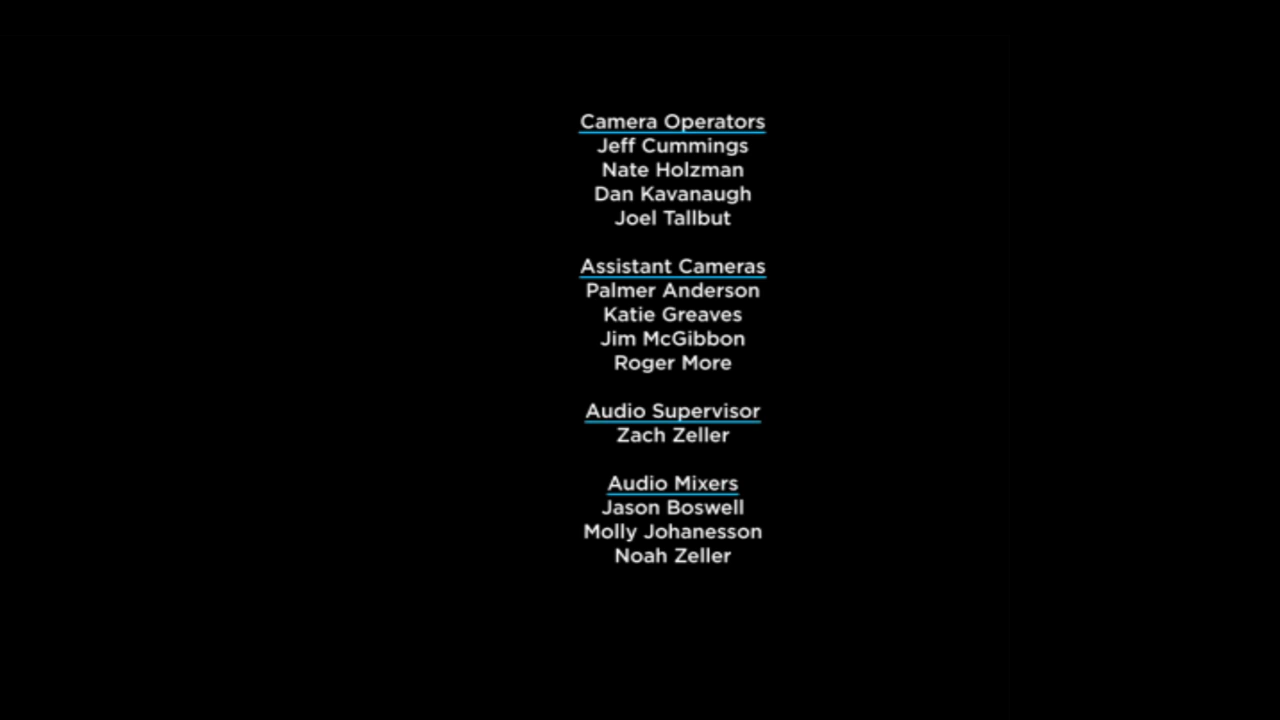 Camera Operators
Jeff Cummings
Nate Holzman
Dan Kavanaugh
Joel Tallbut
Assistant Cameras
Palmer Anderson
Katie Greaves
Jim McGibbon
Roger More
Audio Supervisor
Zach Zeller
Audio Mixers
Jason Boswell
Molly Johanesson
Noah Zeller